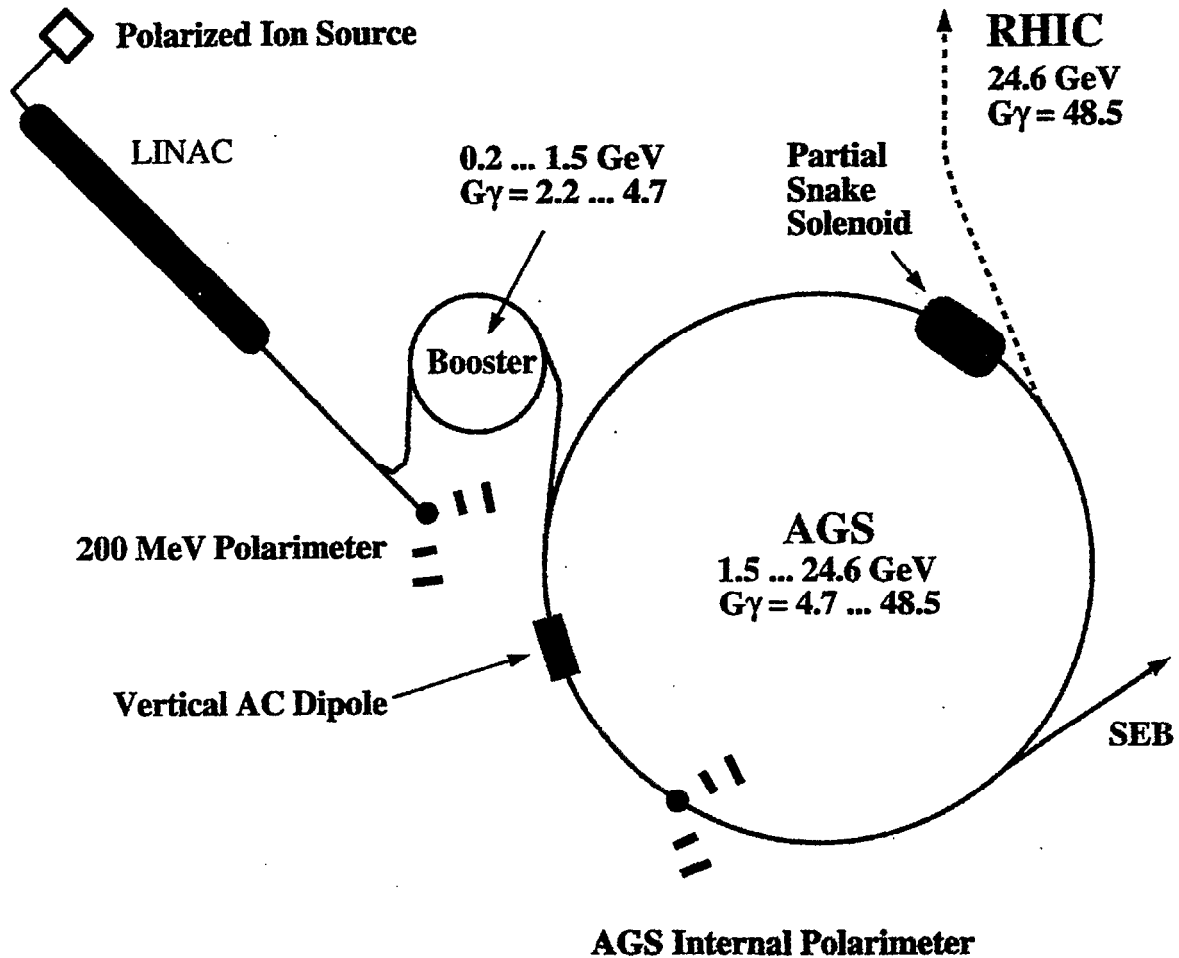 Polarized Ion Source
LINAC
RHIC
24.6 GeV
Gγ = 48.5
0.2 ... 1.5 GeV
Gγ = 2.2 ... 4.7
Partial
Snake
Solenoid
Booster
200 MeV Polarimeter
AGS
1.5 ... 24.6 GeV
Gγ = 4.7 ... 48.5
Vertical AC Dipole
SEB
AGS Internal Polarimeter